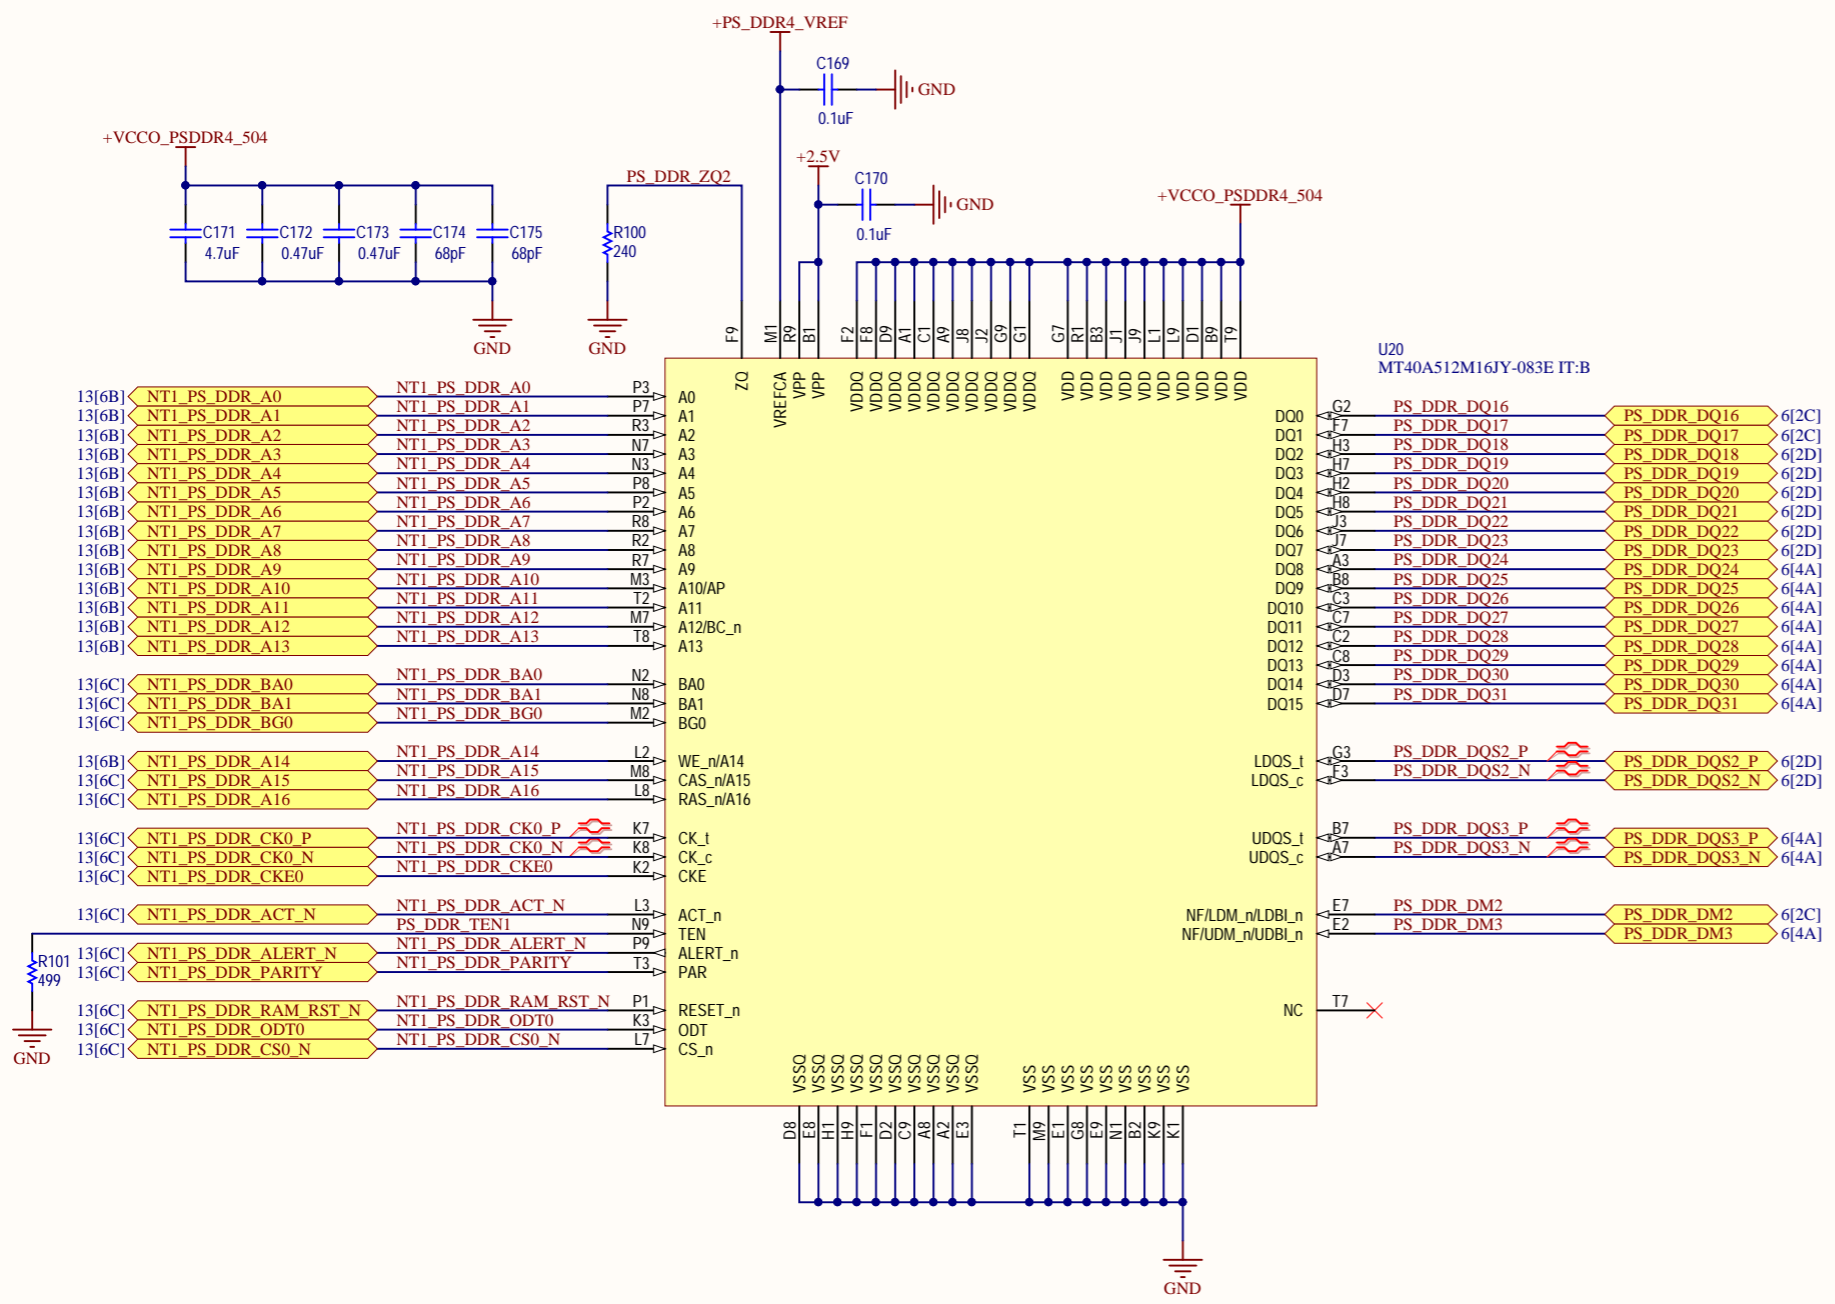 +PS_DDR4_VREF
C169
GND
0.1uF
+VCCO_PSDDR4_504
+2.5V
PS_DDR_ZQ2
C170
GND
0.1uF
+VCCO_PSDDR4_504
C171 C172 C173 C174 C175
4.7uF 0.47uF 0.47uF 68pF 68pF
R100
240
GND
GND
F9 M1 R9 B1 F2 F8 D9 A1 C1 A9 J8 J2 G9 G1 G7 R1 B3 J1 J9 L1 L9 D1 B9 T9
ZQ VREFCA VPP VPP VDDQ VDDQ VDDQ VDDQ VDDQ VDDQ VDDQ VDDQ VDDQ VDDQ VDD VDD VDD VDD VDD VDD VDD VDD VDD VDD
U20
MT40A512M16JY-083E IT:B
13[6B] NT1_PS_DDR_A0 NT1_PS_DDR_A0 P3 A0
13[6B] NT1_PS_DDR_A1 NT1_PS_DDR_A1 P7 A1
13[6B] NT1_PS_DDR_A2 NT1_PS_DDR_A2 R3 A2
13[6B] NT1_PS_DDR_A3 NT1_PS_DDR_A3 N7 A3
13[6B] NT1_PS_DDR_A4 NT1_PS_DDR_A4 N3 A4
13[6B] NT1_PS_DDR_A5 NT1_PS_DDR_A5 P8 A5
13[6B] NT1_PS_DDR_A6 NT1_PS_DDR_A6 P2 A6
13[6B] NT1_PS_DDR_A7 NT1_PS_DDR_A7 R8 A7
13[6B] NT1_PS_DDR_A8 NT1_PS_DDR_A8 R2 A8
13[6B] NT1_PS_DDR_A9 NT1_PS_DDR_A9 R7 A9
13[6B] NT1_PS_DDR_A10 NT1_PS_DDR_A10 M3 A10/AP
13[6B] NT1_PS_DDR_A11 NT1_PS_DDR_A11 T2 A11
13[6B] NT1_PS_DDR_A12 NT1_PS_DDR_A12 M7 A12/BC_n
13[6B] NT1_PS_DDR_A13 NT1_PS_DDR_A13 T8 A13
13[6C] NT1_PS_DDR_BA0 NT1_PS_DDR_BA0 N2 BA0
13[6C] NT1_PS_DDR_BA1 NT1_PS_DDR_BA1 N8 BA1
13[6C] NT1_PS_DDR_BG0 NT1_PS_DDR_BG0 M2 BG0
13[6B] NT1_PS_DDR_A14 NT1_PS_DDR_A14 L2 WE_n/A14
13[6C] NT1_PS_DDR_A15 NT1_PS_DDR_A15 M8 CAS_n/A15
13[6C] NT1_PS_DDR_A16 NT1_PS_DDR_A16 L8 RAS_n/A16
13[6C] NT1_PS_DDR_CK0_P NT1_PS_DDR_CK0_P K7 CK_t
13[6C] NT1_PS_DDR_CK0_N NT1_PS_DDR_CK0_N K8 CK_c
13[6C] NT1_PS_DDR_CKE0 NT1_PS_DDR_CKE0 K2 CKE
13[6C] NT1_PS_DDR_ACT_N NT1_PS_DDR_ACT_N L3 ACT_n
PS_DDR_TEN1 N9 TEN
13[6C] NT1_PS_DDR_ALERT_N NT1_PS_DDR_ALERT_N P9 ALERT_n
13[6C] NT1_PS_DDR_PARITY NT1_PS_DDR_PARITY T3 PAR
R101
499
GND
13[6C] NT1_PS_DDR_RAM_RST_N NT1_PS_DDR_RAM_RST_N P1 RESET_n
13[6C] NT1_PS_DDR_ODT0 NT1_PS_DDR_ODT0 K3 ODT
13[6C] NT1_PS_DDR_CS0_N NT1_PS_DDR_CS0_N L7 CS_n
DQ0 G2 PS_DDR_DQ16 PS_DDR_DQ16 6[2C]
DQ1 F7 PS_DDR_DQ17 PS_DDR_DQ17 6[2C]
DQ2 H3 PS_DDR_DQ18 PS_DDR_DQ18 6[2D]
DQ3 H7 PS_DDR_DQ19 PS_DDR_DQ19 6[2D]
DQ4 H2 PS_DDR_DQ20 PS_DDR_DQ20 6[2D]
DQ5 H8 PS_DDR_DQ21 PS_DDR_DQ21 6[2D]
DQ6 J3 PS_DDR_DQ22 PS_DDR_DQ22 6[2D]
DQ7 J7 PS_DDR_DQ23 PS_DDR_DQ23 6[2D]
DQ8 A3 PS_DDR_DQ24 PS_DDR_DQ24 6[4A]
DQ9 B8 PS_DDR_DQ25 PS_DDR_DQ25 6[4A]
DQ10 C3 PS_DDR_DQ26 PS_DDR_DQ26 6[4A]
DQ11 C7 PS_DDR_DQ27 PS_DDR_DQ27 6[4A]
DQ12 C2 PS_DDR_DQ28 PS_DDR_DQ28 6[4A]
DQ13 C8 PS_DDR_DQ29 PS_DDR_DQ29 6[4A]
DQ14 D3 PS_DDR_DQ30 PS_DDR_DQ30 6[4A]
DQ15 D7 PS_DDR_DQ31 PS_DDR_DQ31 6[4A]
LDQS_t G3 PS_DDR_DQS2_P PS_DDR_DQS2_P 6[2D]
LDQS_c F3 PS_DDR_DQS2_N PS_DDR_DQS2_N 6[2D]
UDQS_t B7 PS_DDR_DQS3_P PS_DDR_DQS3_P 6[4A]
UDQS_c A7 PS_DDR_DQS3_N PS_DDR_DQS3_N 6[4A]
NF/LDM_n/LDBI_n E7 PS_DDR_DM2 PS_DDR_DM2 6[2C]
NF/UDM_n/UDBI_n E2 PS_DDR_DM3 PS_DDR_DM3 6[4A]
NC T7
VSSQ VSSQ VSSQ VSSQ VSSQ VSSQ VSSQ VSSQ VSSQ VSSQ VSS VSS VSS VSS VSS VSS VSS VSS VSS
D8 E8 H1 H9 F1 D2 C9 A8 A2 E3 T1 M9 E1 G8 E9 N1 B2 K9 K1
GND